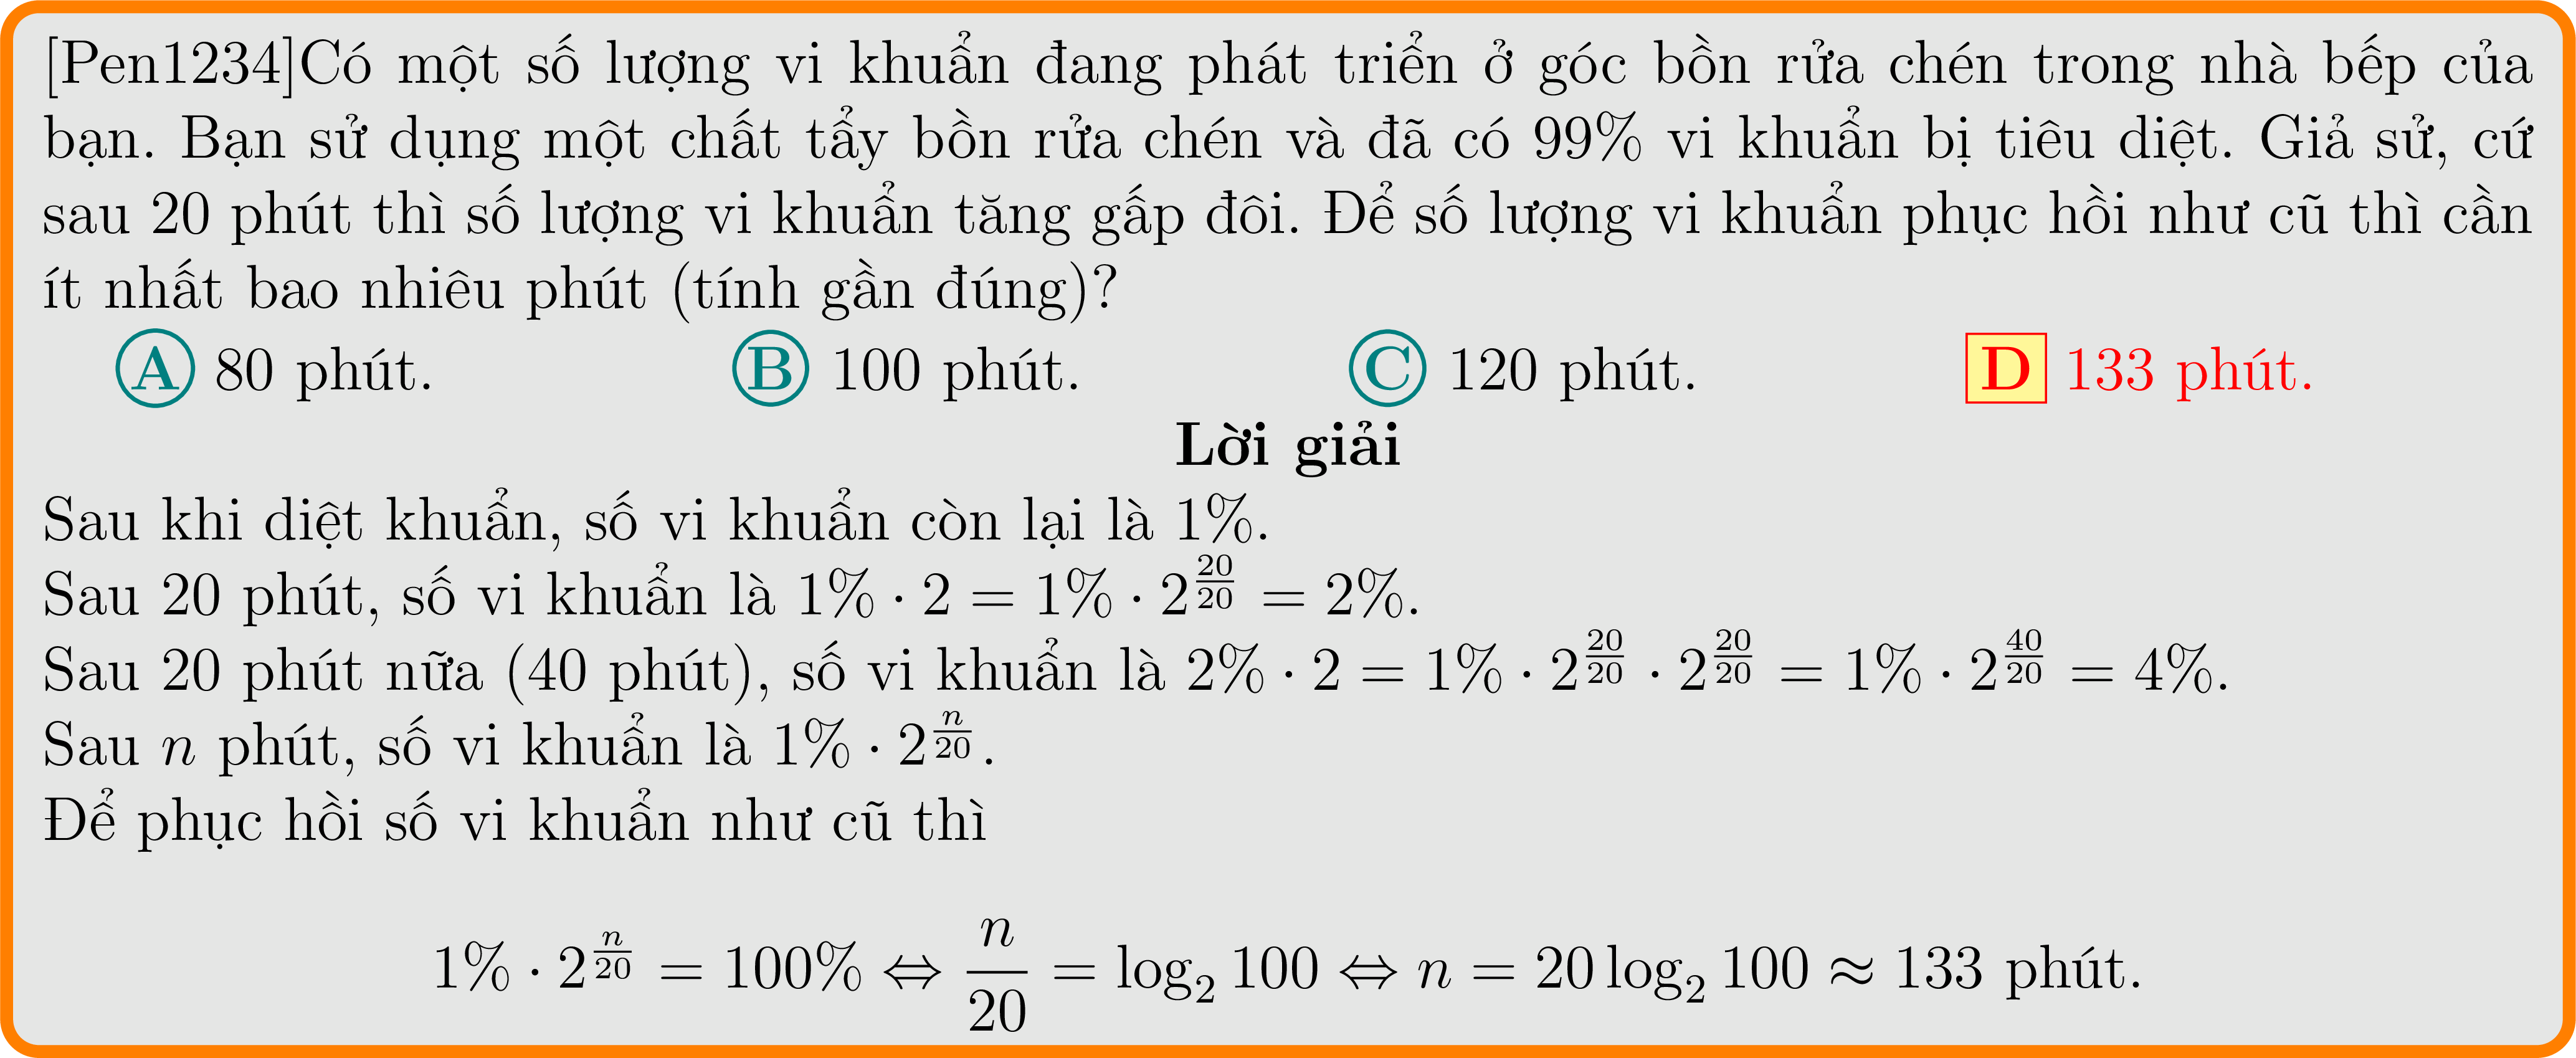 [Pen1234]Có một số lượng vi khuẩn đang phát triển ở góc bồn rửa chén trong nhà bếp của
bạn. Bạn sử dụng một chất tẩy bồn rửa chén và đã có 99% vi khuẩn bị tiêu diệt. Giả sử, cứ
sau 20 phút thì số lượng vi khuẩn tăng gấp đôi. Để số lượng vi khuẩn phục hồi như cũ thì cần
ít nhất bao nhiêu phút (tính gần đúng)?
A 80 phút. B 100 phút. C 120 phút. D 133 phút.
Lời giải
Sau khi diệt khuẩn, số vi khuẩn còn lại là 1%.
Sau 20 phút, số vi khuẩn là $1\% \cdot 2 = 1\% \cdot 2^{\frac{20}{20}} = 2\%$.
Sau 20 phút nữa (40 phút), số vi khuẩn là $2\% \cdot 2 = 1\% \cdot 2^{\frac{20}{20}} \cdot 2^{\frac{20}{20}} = 1\% \cdot 2^{\frac{40}{20}} = 4\%$.
Sau $n$ phút, số vi khuẩn là $1\% \cdot 2^{\frac{n}{20}}$.
Để phục hồi số vi khuẩn như cũ thì
$1\% \cdot 2^{\frac{n}{20}} = 100\% \Leftrightarrow \frac{n}{20} = \log_2 100 \Leftrightarrow n = 20 \log_2 100 \approx 133$ phút.